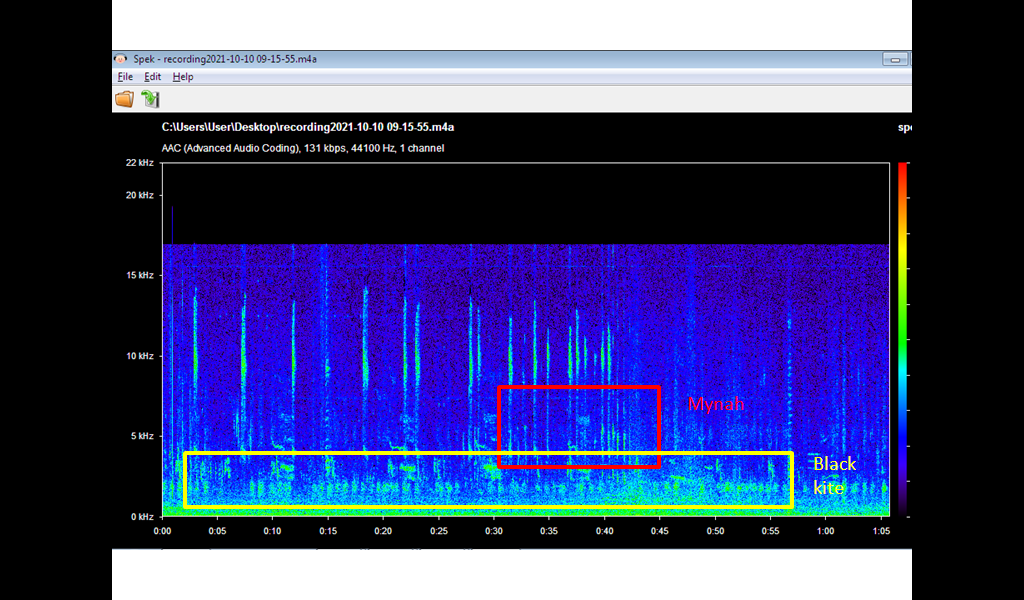 Spek - recording2021-10-10 09-15-55.m4a
File Edit Help
C:\Users\User\Desktop\recording2021-10-10 09-15-55.m4a
AAC (Advanced Audio Coding), 131 kbps, 44100 Hz, 1 channel
22 kHz
20 kHz
15 kHz
10 kHz
5 kHz
0 kHz
Mynah
Black
kite
0:00 0:05 0:10 0:15 0:20 0:25 0:30 0:35 0:40 0:45 0:50 0:55 1:00 1:05